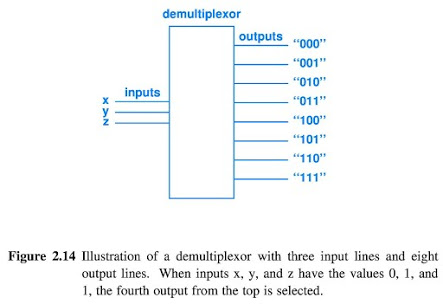 demultiplexor
outputs
"000"
"001"
"010"
inputs
"011"
x
y
z
"100"
"101"
"110"
"111"
Figure 2.14 Illustration of a demultiplexor with three input lines and eight
output lines. When inputs x, y, and z have the values 0, 1, and
1, the fourth output from the top is selected.